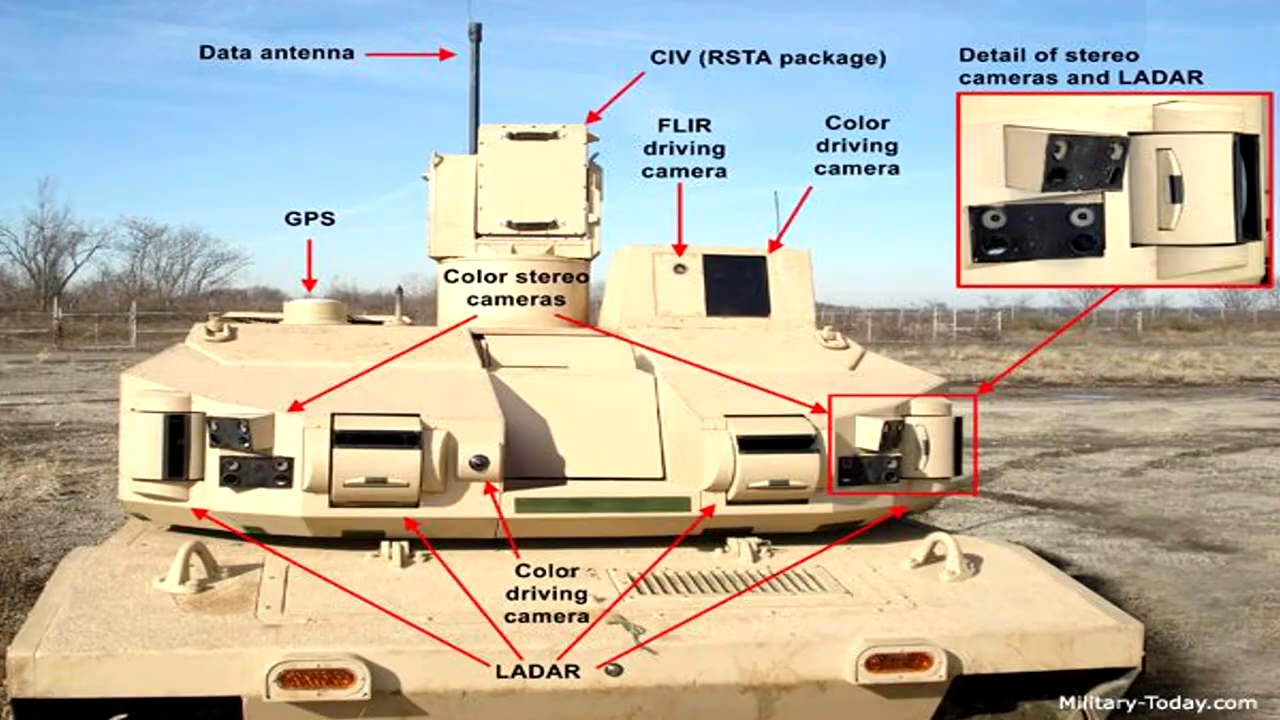 Data antenna
CIV (RSTA package)
Detail of stereo
cameras and LADAR
FLIR
driving
camera
Color
driving
camera
GPS
Color stereo
cameras
Color
driving
camera
LADAR
Military-Today.com